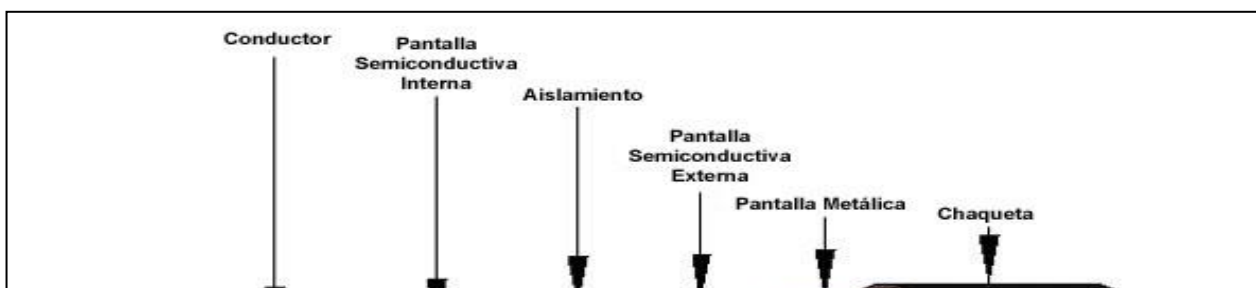 Conductor
Pantalla
Semiconductiva
Interna
Aislamiento
Pantalla
Semiconductiva
Externa
Pantalla Metálica
Chaqueta